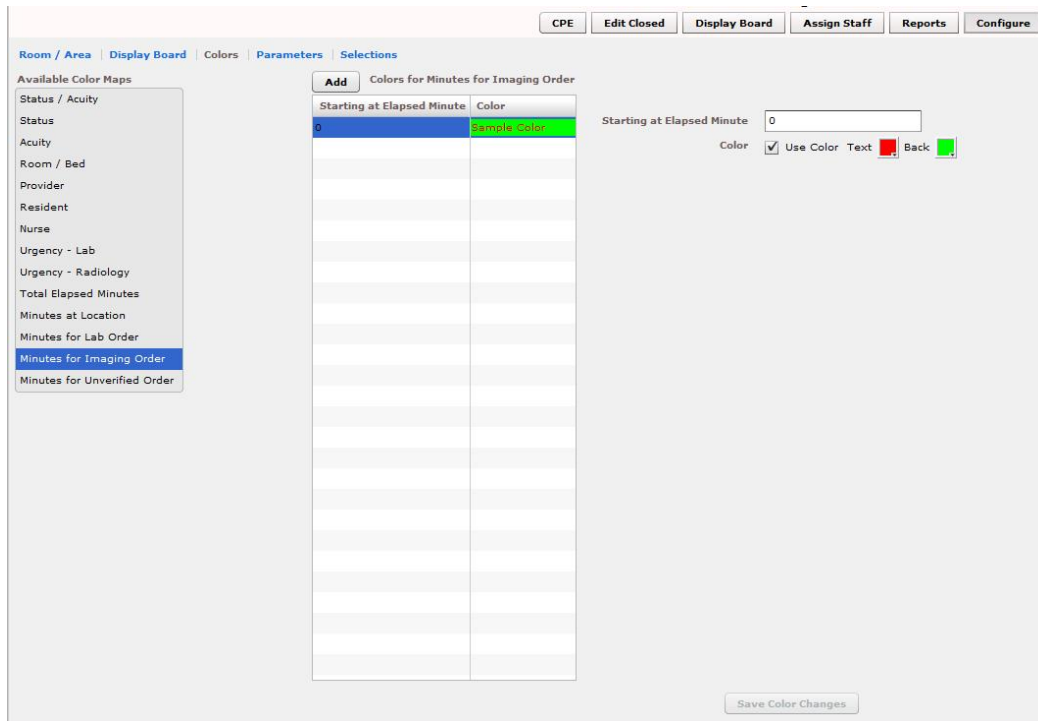 CPE Edit Closed Display Board Assign Staff Reports Configure
Room / Area Display Board Colors Parameters Selections
Available Color Maps
Status / Acuity
Status
Acuity
Room / Bed
Provider
Resident
Nurse
Urgency - Lab
Urgency - Radiology
Total Elapsed Minutes
Minutes at Location
Minutes for Lab Order
Minutes for Imaging Order
Minutes for Unverified Order
Add Colors for Minutes for Imaging Order
Starting at Elapsed Minute Color
0 Sample Color
Starting at Elapsed Minute 0
Color Use Color Text Back
Save Color Changes